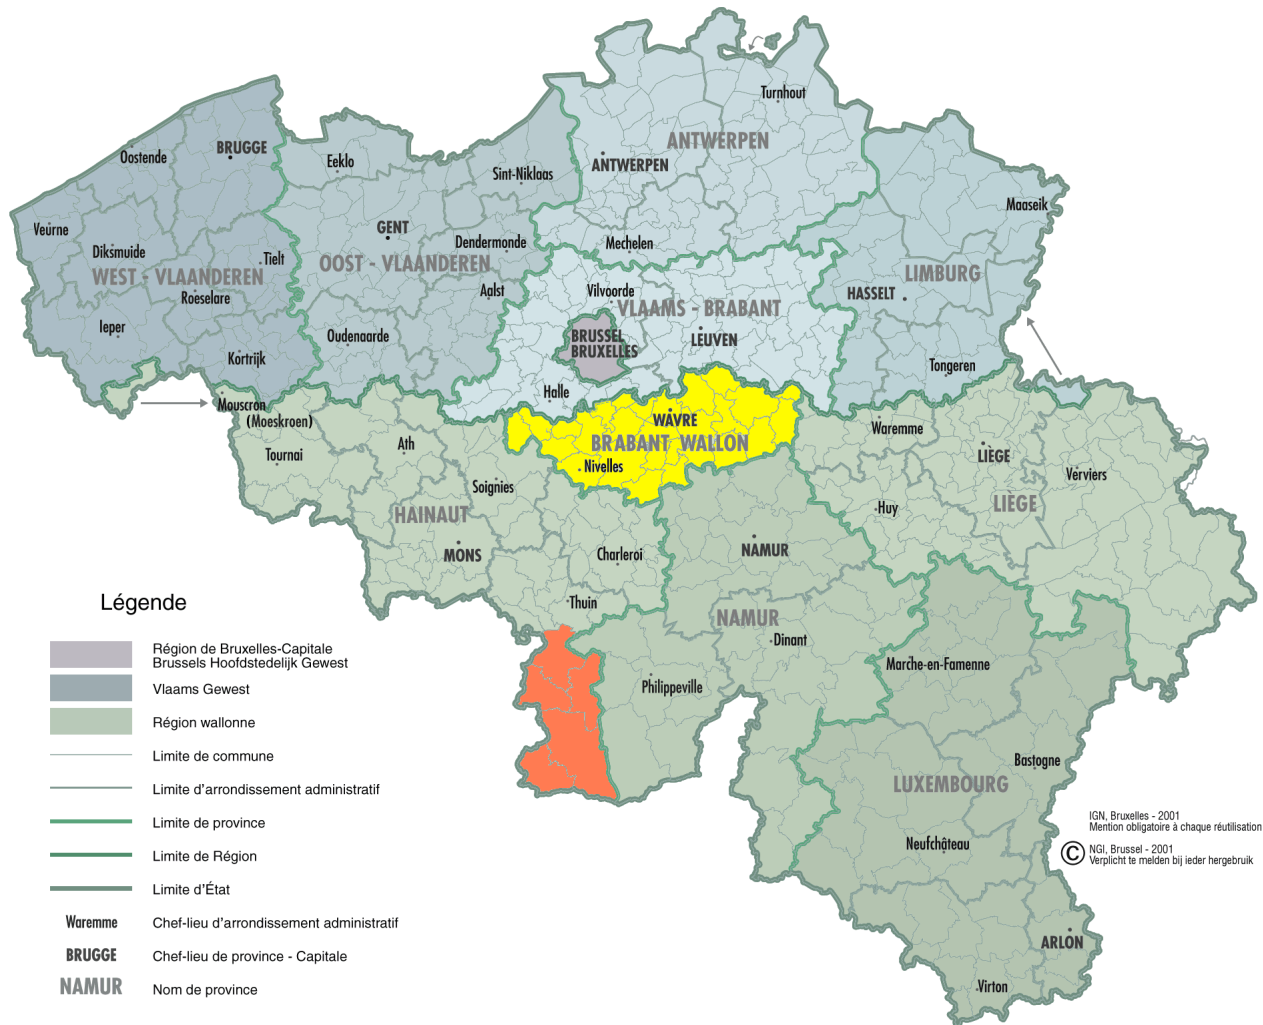 Turnhout
ANTWERPEN
BRUGGE
Oostende
Eeklo
ANTWERPEN
Sint-Niklaas
Maaseik
Veurne
GENT
Dendermonde
Mechelen
Diksmuide
Tielt
OOST - VLAANDEREN
WEST - VLAANDEREN
LIMBURG
Roeselare
Aalst
Vilvoorde
HASSELT
VLAAMS - BRABANT
Ieper
Oudenaarde
BRUSSEL
BRUXELLES
LEUVEN
Kortrijk
Tongeren
Halle
Mouscron
(Moeskroen)
WAVRE
Waremme
BRABANT WALLON
Ath
Tournai
LIÈGE
Nivelles
Verviers
Soignies
LIÈGE
Huy
HAINAUT
MONS
Charleroi
NAMUR
Thuin
NAMUR
Dinant
Marche-en-Famenne
Philippeville
Bastogne
LUXEMBOURG
Neufchâteau
ARLON
Virton
IGN, Bruxelles - 2001
Mention obligatoire à chaque réutilisation
© NGI, Brussel - 2001
Verplicht te melden bij ieder hergebruik
Légende
Région de Bruxelles-Capitale
Brussels Hoofdstedelijk Gewest
Vlaams Gewest
Région wallonne
Limite de commune
Limite d'arrondissement administratif
Limite de province
Limite de Région
Limite d'État
Waremme Chef-lieu d'arrondissement administratif
BRUGGE Chef-lieu de province - Capitale
NAMUR Nom de province